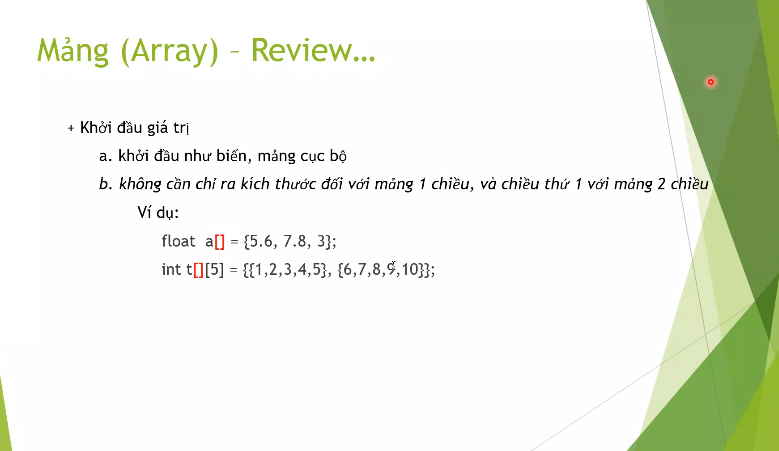 Mảng (Array) – Review…
+ Khởi đầu giá trị
a. khởi đầu như biến, mảng cục bộ
b. không cần chỉ ra kích thước đối với mảng 1 chiều, và chiều thứ 1 với mảng 2 chiều
Ví dụ:
float a[] = {5.6, 7.8, 3};
int t[][5] = {{1,2,3,4,5}, {6,7,8,9,10}};